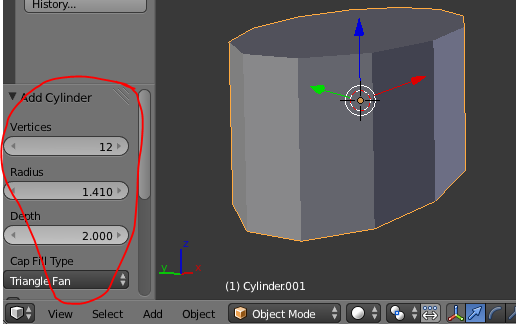 History...
Add Cylinder
Vertices
12
Radius
1.410
Depth
2.000
Cap Fill Type
Triangle Fan
z
y
x
(1) Cylinder.001
View Select Add Object Object Mode